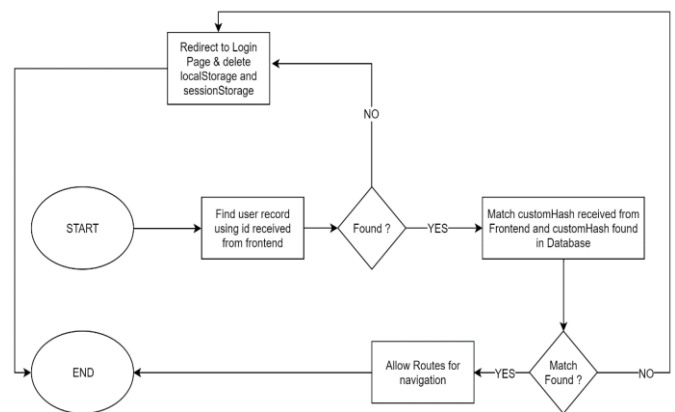 Redirect to Login
Page & delete
localStorage and
sessionStorage
NO
START
Find user record
using id received
from frontend
Found ?
YES
Match customHash received from
Frontend and customHash found
in Database
END
Allow Routes for
navigation
YES
Match
Found ?
NO